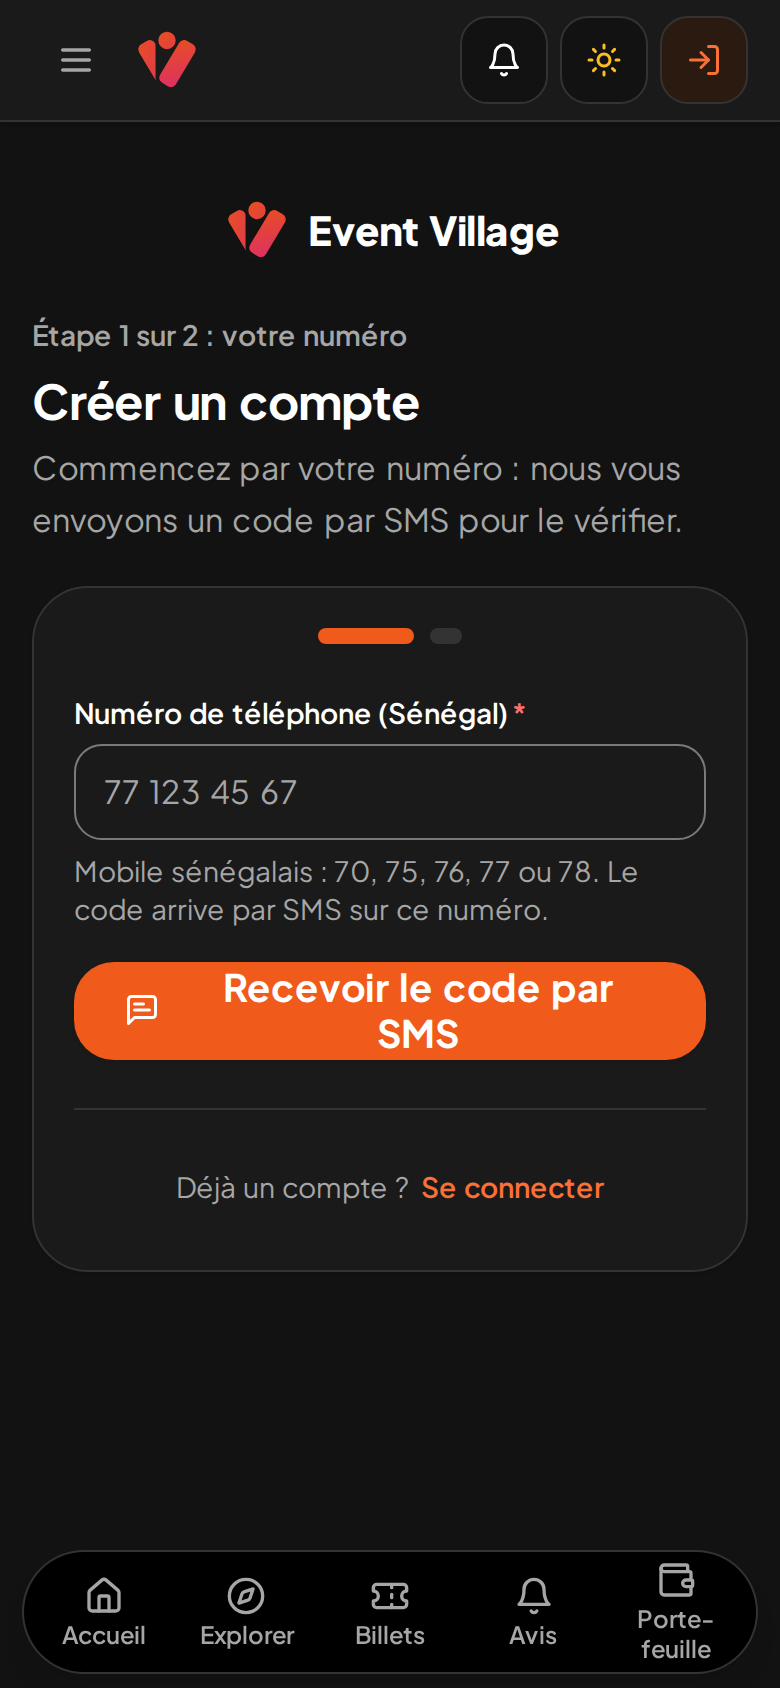 Event Village
Étape 1 sur 2 : votre numéro
Créer un compte
Commencez par votre numéro : nous vous
envoyons un code par SMS pour le vérifier.
Numéro de téléphone (Sénégal) *
77 123 45 67
Mobile sénégalais : 70, 75, 76, 77 ou 78. Le
code arrive par SMS sur ce numéro.
Recevoir le code par
SMS
Déjà un compte ? Se connecter
Accueil
Explorer
Billets
Avis
Porte-
feuille